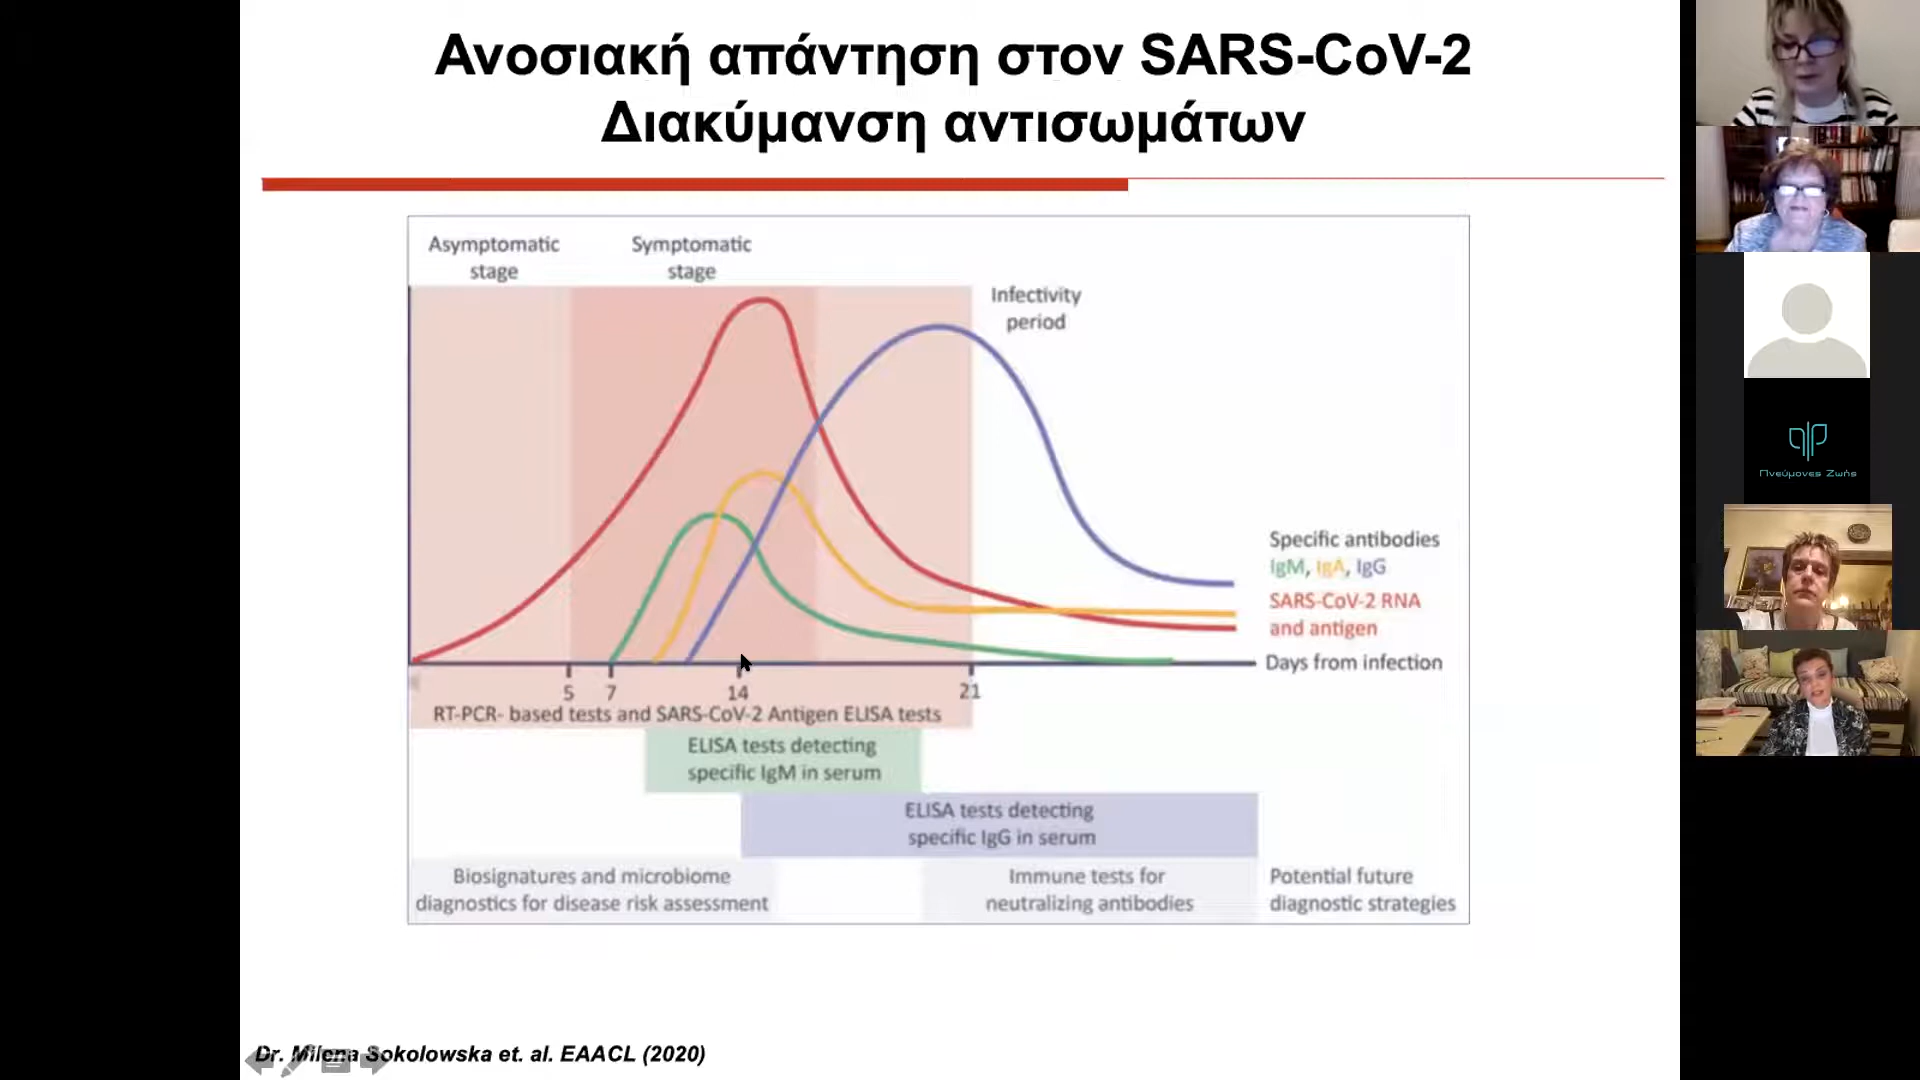 Ανοσιακή απάντηση στον SARS-CoV-2
Διακύμανση αντισωμάτων
Asymptomatic
stage
Symptomatic
stage
Infectivity
period
Specific antibodies
IgM, IgA, IgG
SARS-CoV-2 RNA
and antigen
Days from infection
5 7 14 21
RT-PCR- based tests and SARS-CoV-2 Antigen ELISA tests
ELISA tests detecting
specific IgM in serum
ELISA tests detecting
specific IgG in serum
Biosignatures and microbiome
diagnostics for disease risk assessment
Immune tests for
neutralizing antibodies
Potential future
diagnostic strategies
Dr. Milena Sokolowska et. al. EAACL (2020)
Πνεύμονες Ζωής